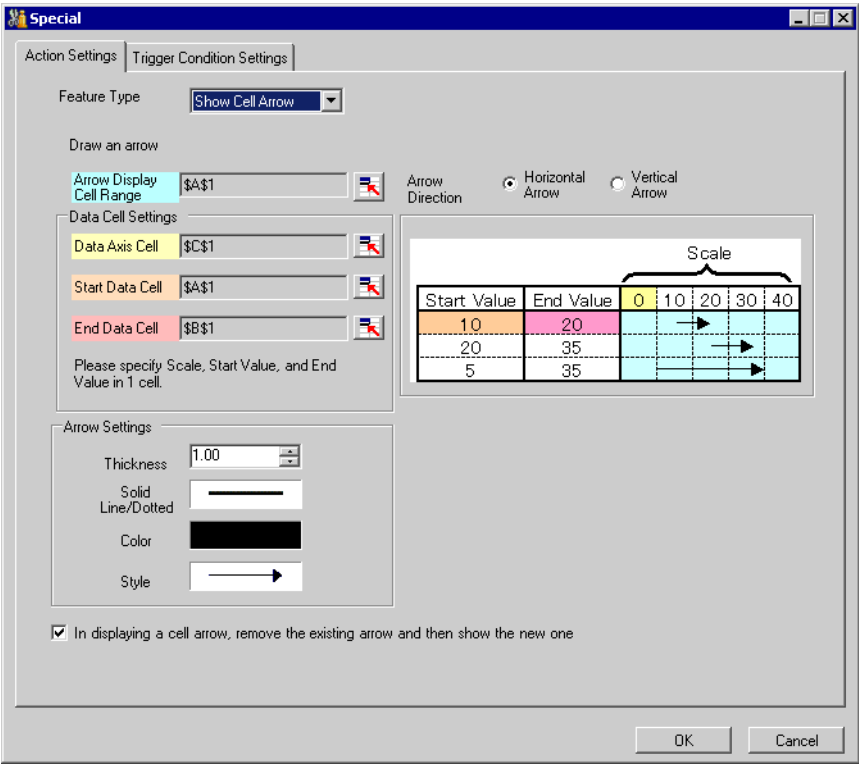 Special
Action Settings
Trigger Condition Settings
Feature Type
Show Cell Arrow
Draw an arrow
Arrow Display
Cell Range
$A$1
Arrow
Direction
Horizontal
Arrow
Vertical
Arrow
Data Cell Settings
Data Axis Cell
$C$1
Start Data Cell
$A$1
End Data Cell
$B$1
Please specify Scale, Start Value, and End
Value in 1 cell.
Scale
Start Value End Value 0 10 20 30 40
10 20
20 35
5 35
Arrow Settings
Thickness
1.00
Solid
Line/Dotted
Color
Style
In displaying a cell arrow, remove the existing arrow and then show the new one
OK
Cancel